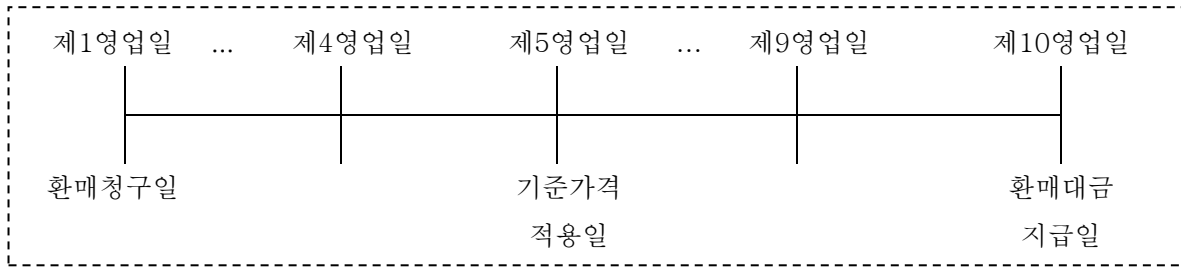 제1영업일 ... 제4영업일 제5영업일 ... 제9영업일 제10영업일
환매청구일 기준가격 환매대금
적용일 지급일